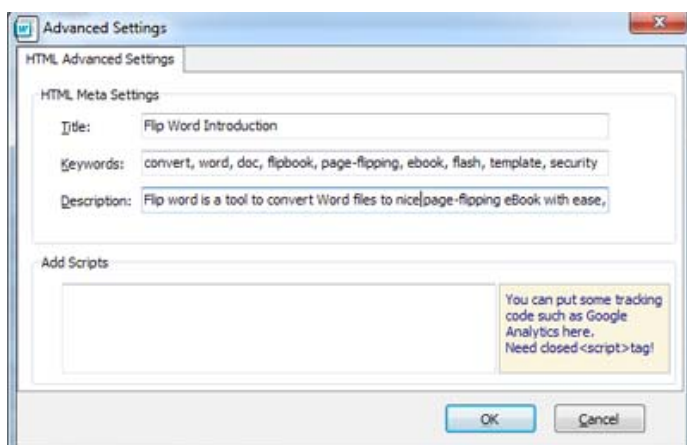 Advanced Settings
HTML Advanced Settings
HTML Meta Settings
Title: Flip Word Introduction
Keywords: convert, word, doc, flipbook, page-flipping, ebook, flash, template, security
Description: Flip word is a tool to convert Word files to nice page-flipping eBook with ease,
Add Scripts
You can put some tracking
code such as Google
Analytics here.
Need closed<script>tag!
OK Cancel